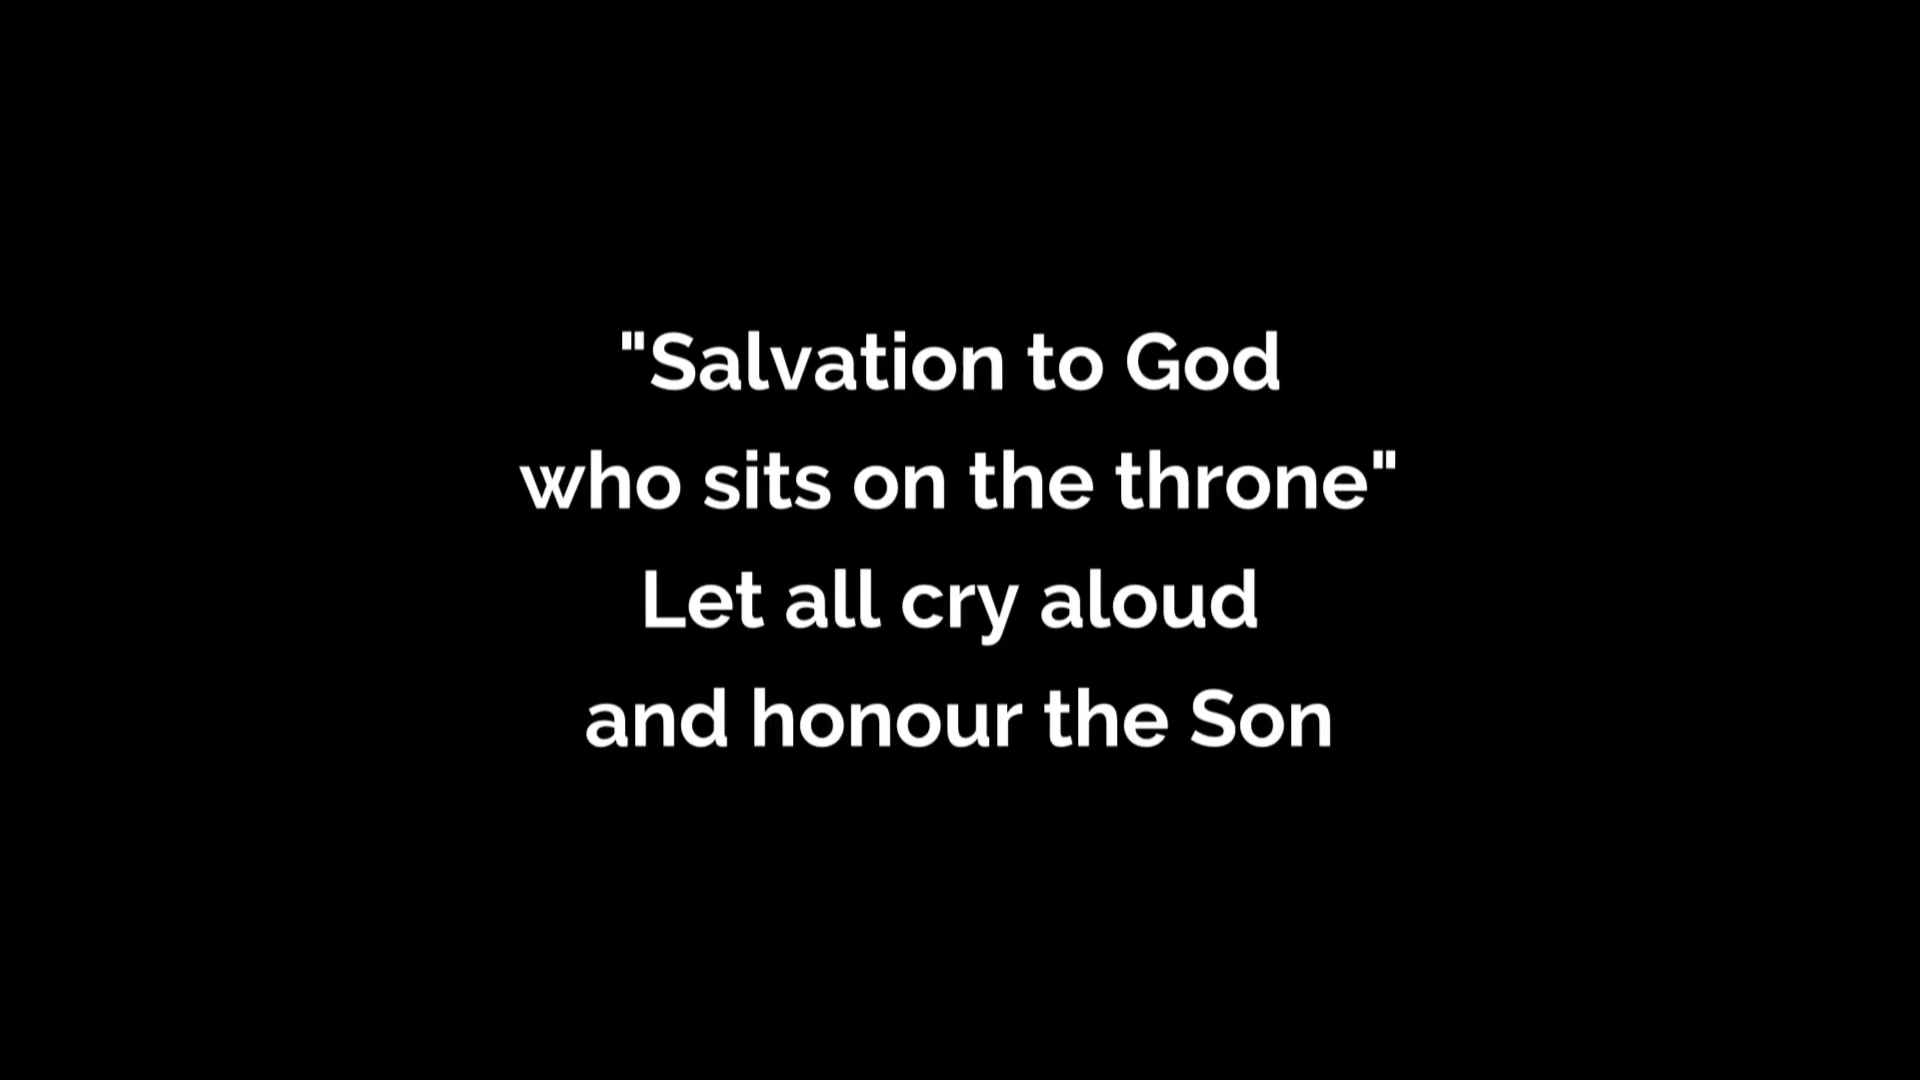 "Salvation to God
who sits on the throne"
Let all cry aloud
and honour the Son